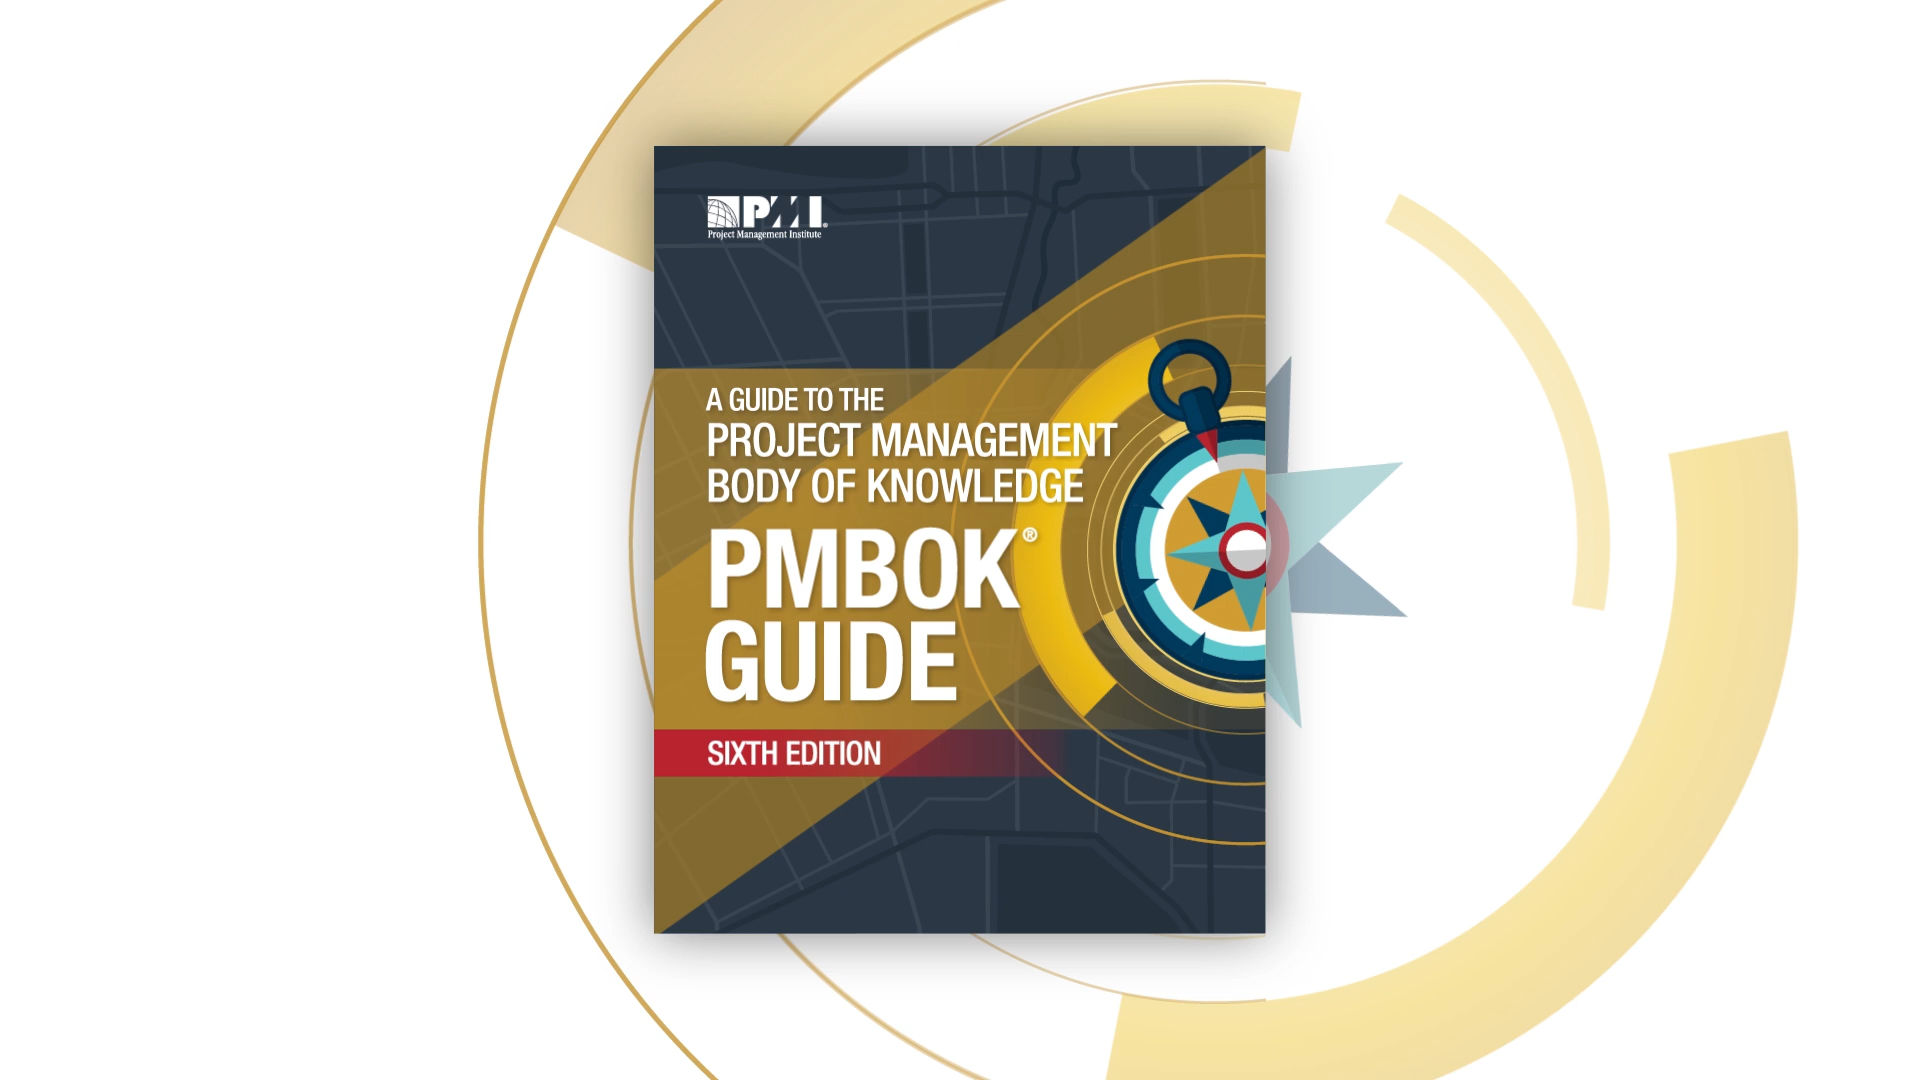 PMI®
Project Management Institute
A GUIDE TO THE
PROJECT MANAGEMENT
BODY OF KNOWLEDGE
PMBOK®
GUIDE
SIXTH EDITION